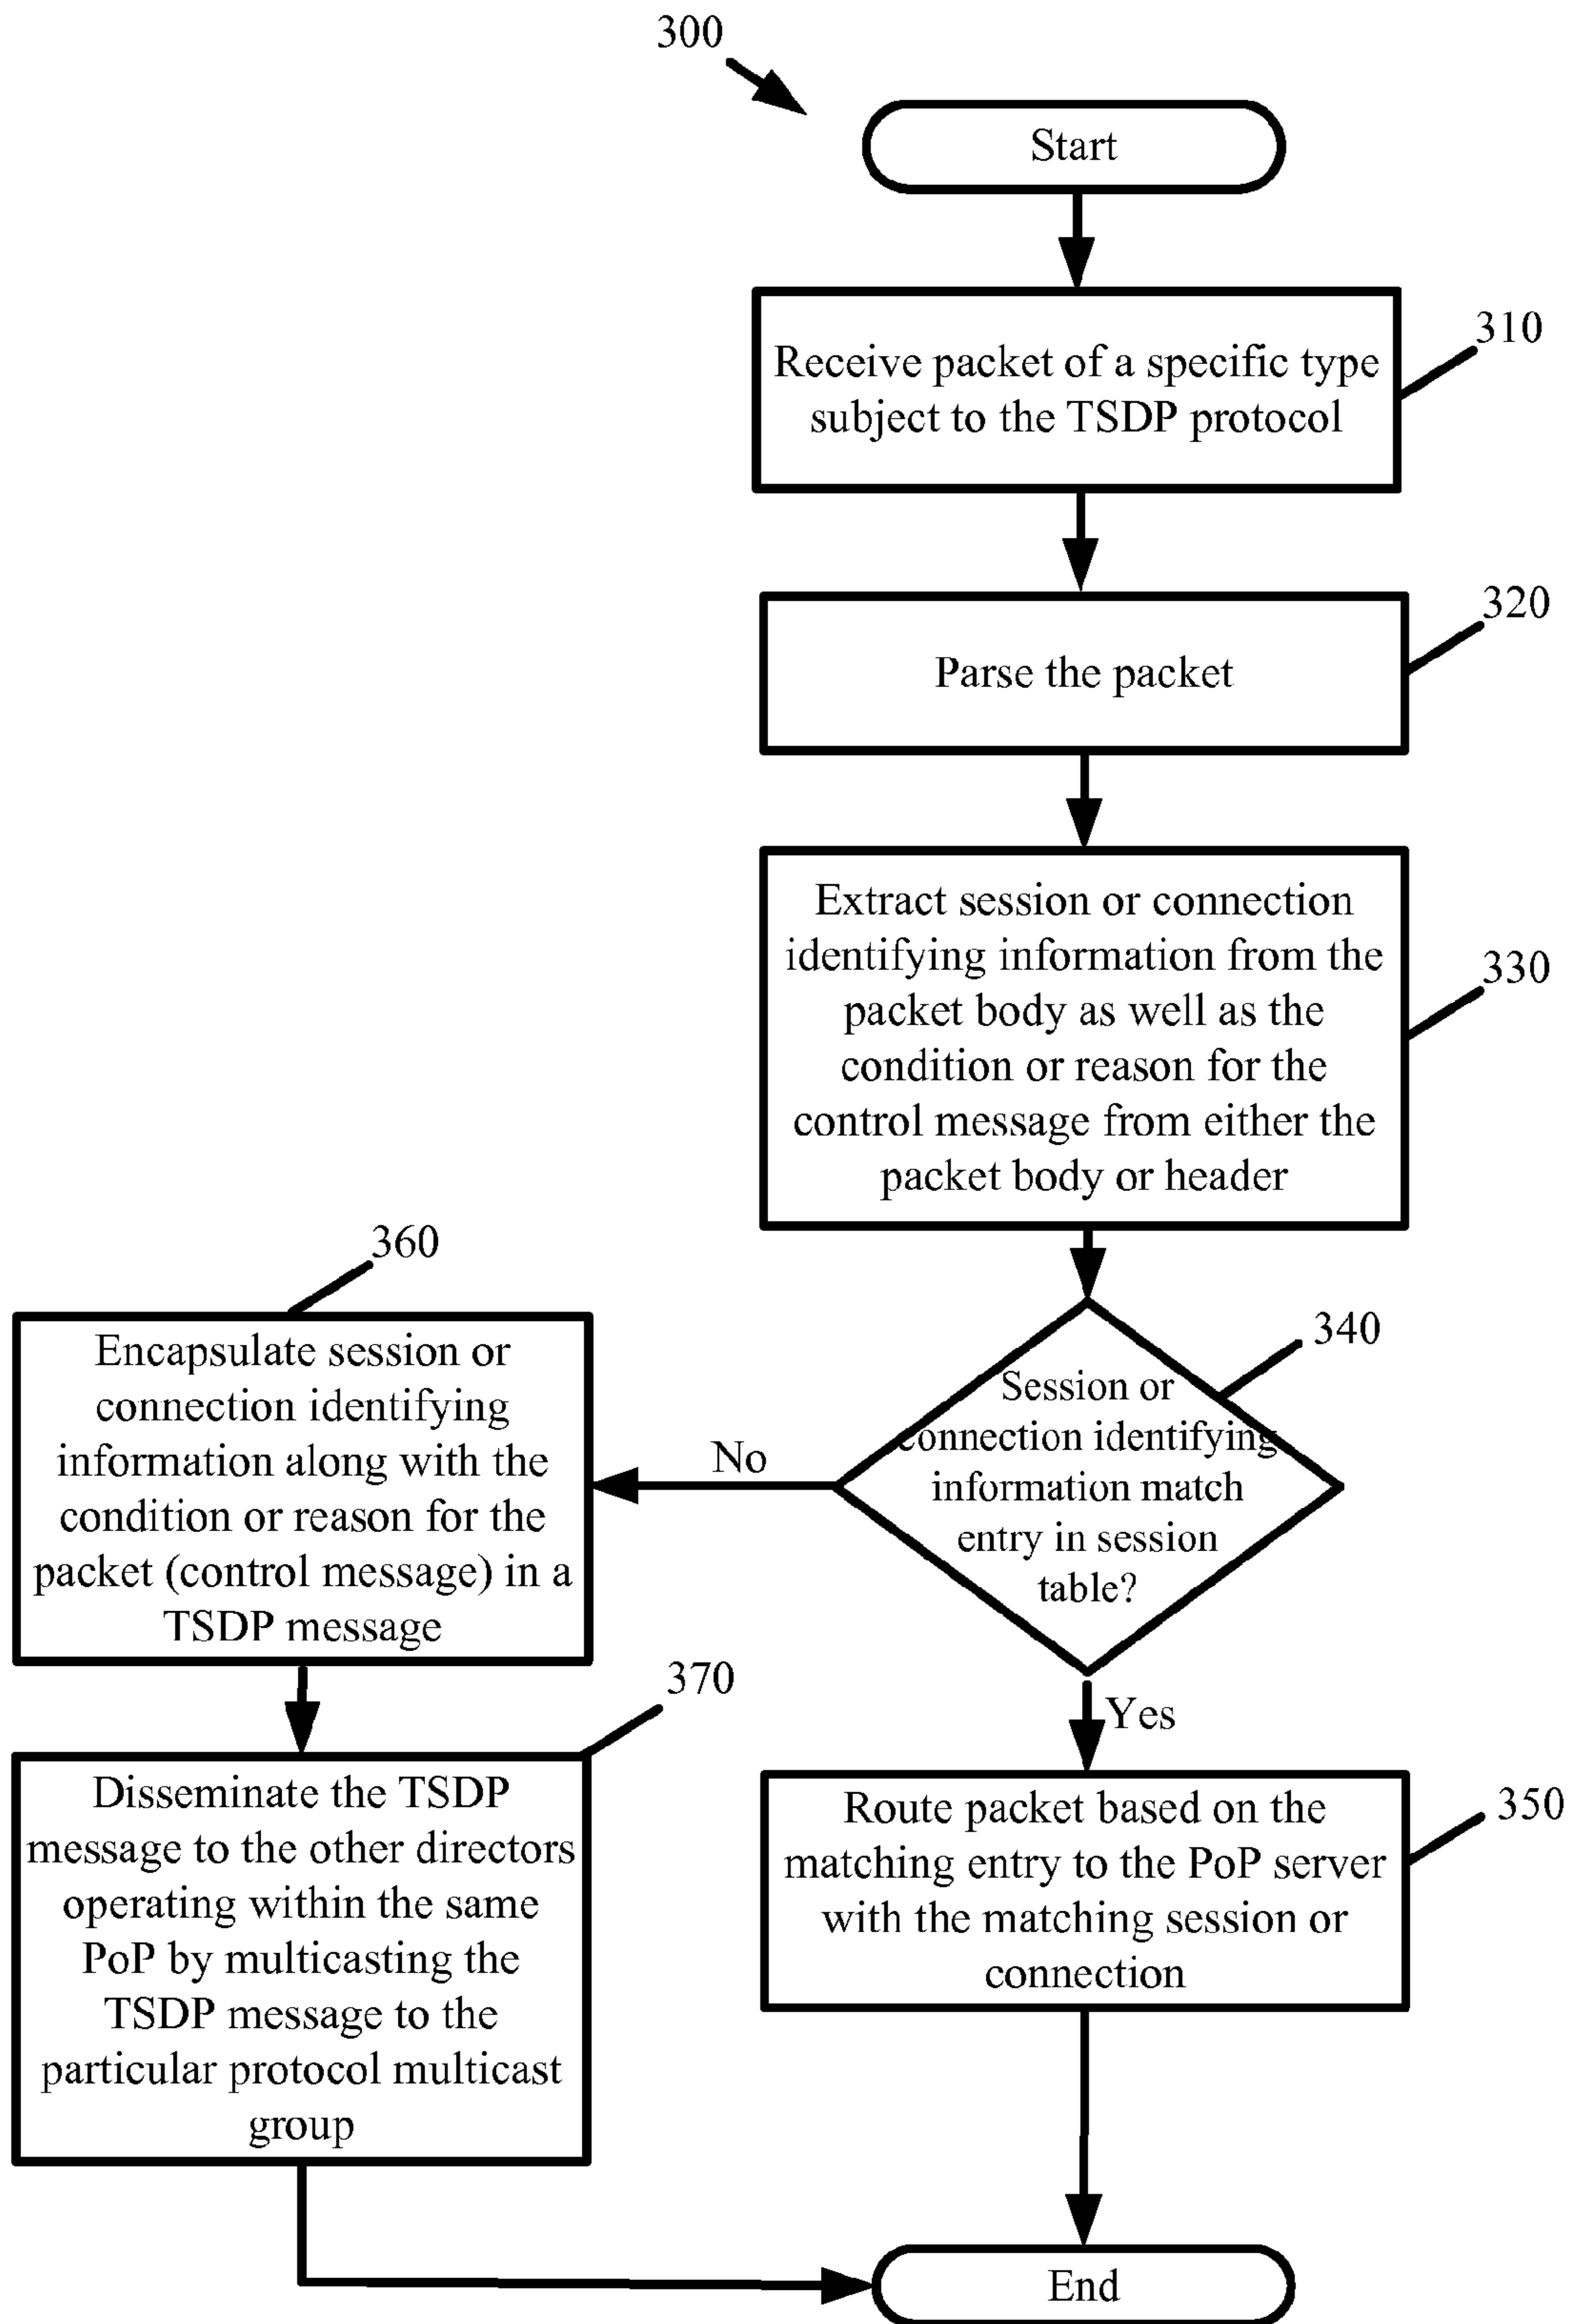 300
Start
310
Receive packet of a specific type
subject to the TSDP protocol
320
Parse the packet
330
Extract session or connection
identifying information from the
packet body as well as the
condition or reason for the
control message from either the
packet body or header
340
Session or
connection identifying
information match
entry in session
table?
No
Yes
360
Encapsulate session or
connection identifying
information along with the
condition or reason for the
packet (control message) in a
TSDP message
370
Disseminate the TSDP
message to the other directors
operating within the same
PoP by multicasting the
TSDP message to the
particular protocol multicast
group
350
Route packet based on the
matching entry to the PoP server
with the matching session or
connection
End